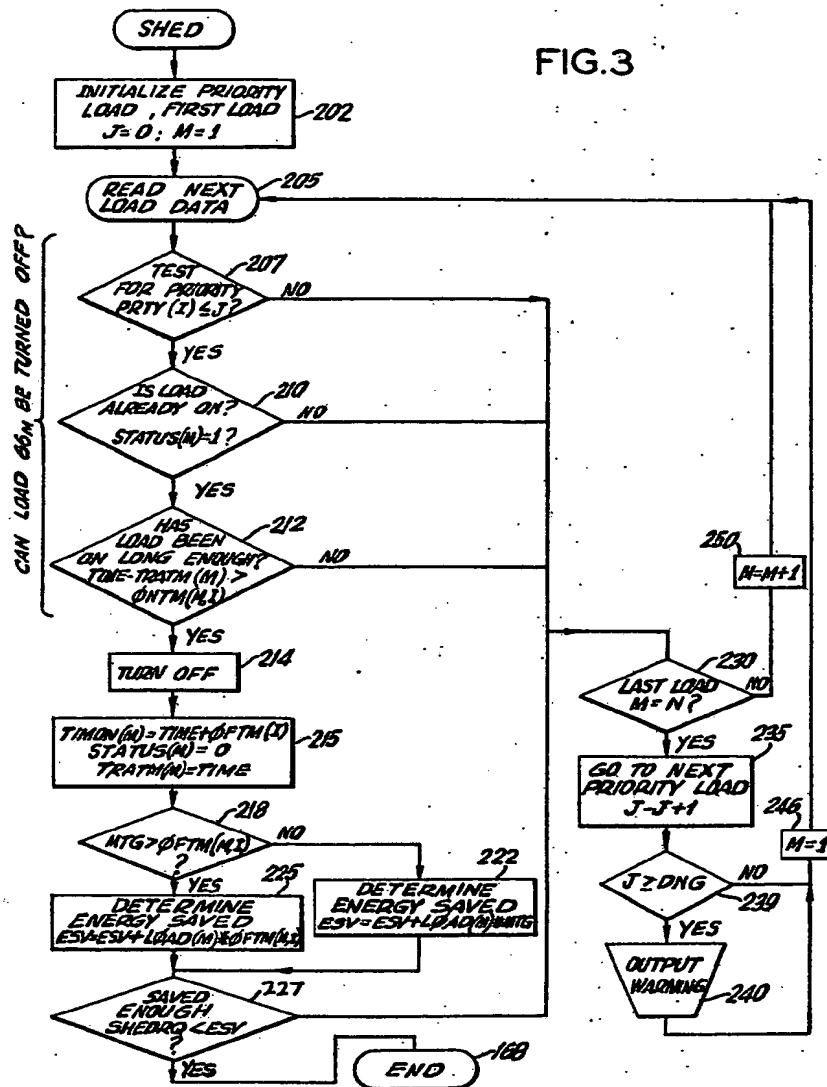 SHED
FIG.3
INITIALIZE PRIORITY
LOAD , FIRST LOAD
J=0; M=1
202
READ NEXT
LOAD DATA
205
CAN LOAD 66M BE TURNED OFF?
TEST
FOR PRIORITY
PRTY(I)≤J?
207
NO
YES
IS LOAD
ALREADY ON?
STATUS(M)=1?
210
NO
YES
HAS
LOAD BEEN
ON LONG ENOUGH?
TIME-TRATM(M) >
ØNTM(M,I)
212
NO
YES
TURN OFF
214
TIMON(M)=TIME+ØFTM(I)
STATUS(M)=0
TRATM(M)=TIME
215
MTG>ØFTM(M,I)
?
218
NO
YES
225
DETERMINE
ENERGY SAVED
ESV=ESV+LØAD(M)*ØFTM(M,I)
222
DETERMINE
ENERGY SAVED
ESV=ESV+LØAD(M)*MTG
SAVED
ENOUGH
SHEDRQ<ESV
?
227
YES
END
168
250
M=M+1
LAST LOAD
M=N?
230
NO
YES
GO TO NEXT
PRIORITY LOAD
J-J+1
235
246
M=1
J≥DNG
239
NO
YES
OUTPUT
WARNING
240